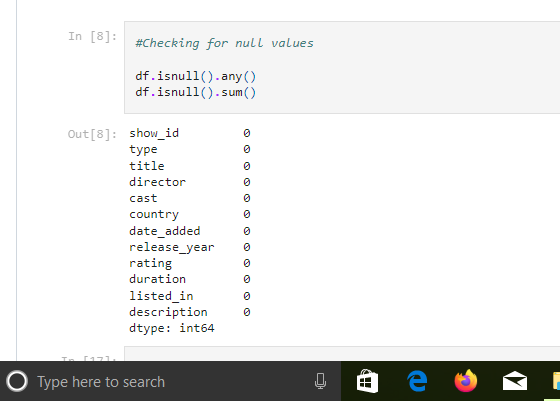 In [8]:
#Checking for null values
df.isnull().any()
df.isnull().sum()
Out[8]:
show_id 0
type 0
title 0
director 0
cast 0
country 0
date_added 0
release_year 0
rating 0
duration 0
listed_in 0
description 0
dtype: int64
In [17]:
Type here to search